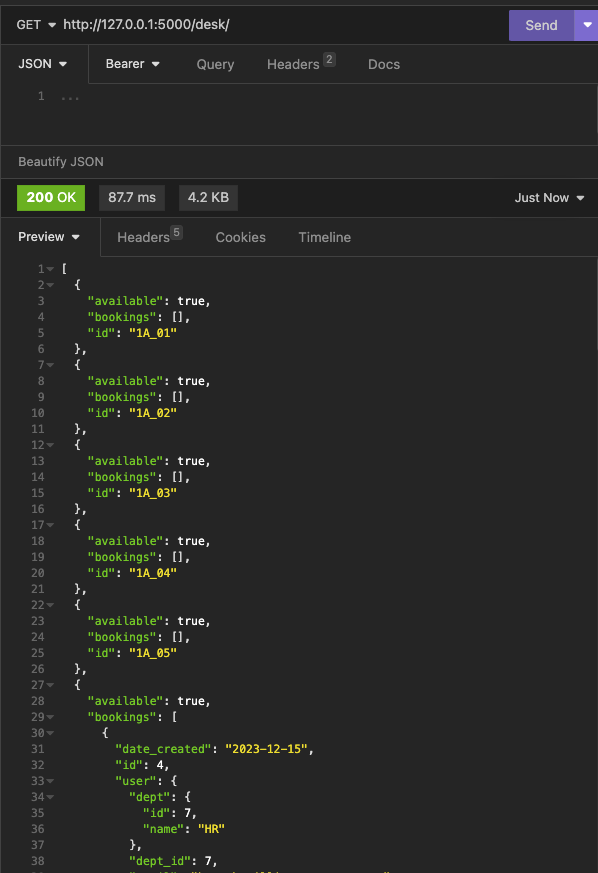 GET http://127.0.0.1:5000/desk/ Send
JSON Bearer Query Headers 2 Docs
1 ...
Beautify JSON
200 OK 87.7 ms 4.2 KB Just Now
Preview Headers 5 Cookies Timeline
1 [
2 {
3 "available": true,
4 "bookings": [],
5 "id": "1A_01"
6 },
7 {
8 "available": true,
9 "bookings": [],
10 "id": "1A_02"
11 },
12 {
13 "available": true,
14 "bookings": [],
15 "id": "1A_03"
16 },
17 {
18 "available": true,
19 "bookings": [],
20 "id": "1A_04"
21 },
22 {
23 "available": true,
24 "bookings": [],
25 "id": "1A_05"
26 },
27 {
28 "available": true,
29 "bookings": [
30 {
31 "date_created": "2023-12-15",
32 "id": 4,
33 "user": {
34 "dept": {
35 "id": 7,
36 "name": "HR"
37 },
38 "dept_id": 7,